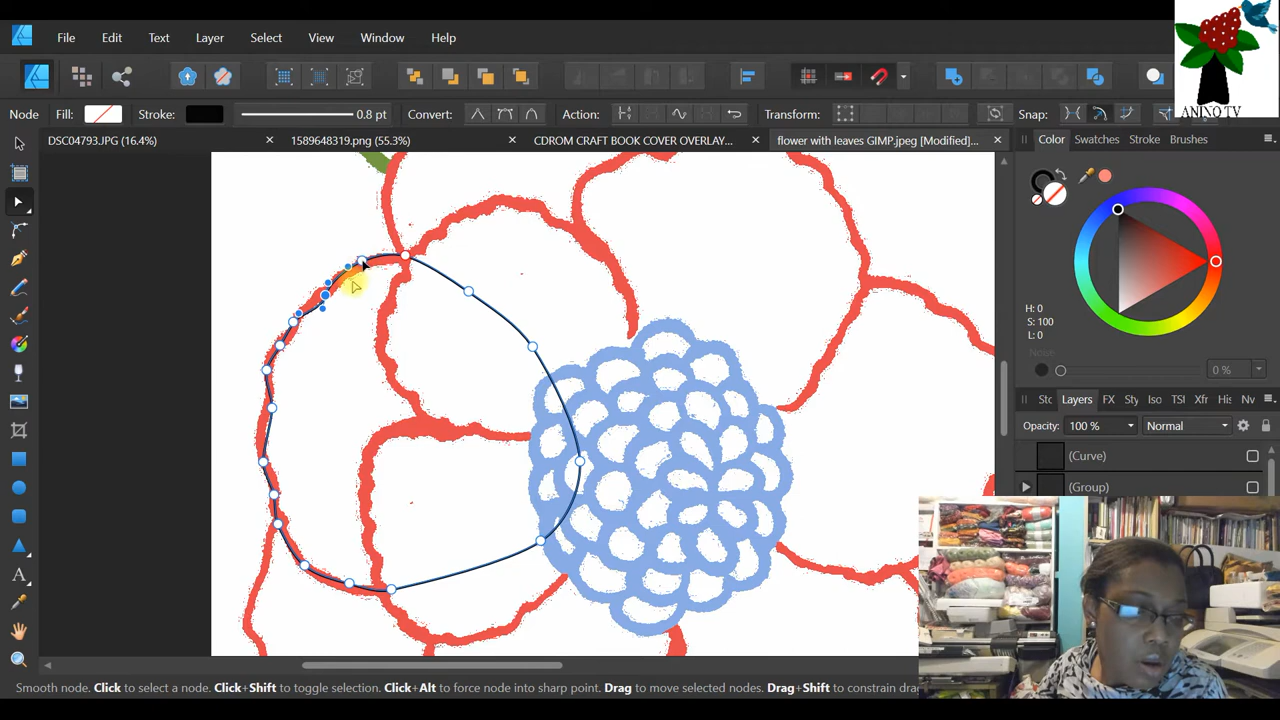 File Edit Text Layer Select View Window Help
ANINO TV
Node Fill: Stroke: 0.8 pt Convert: Action: Transform: Snap:
DSC04793.JPG (16.4%) 1589648319.png (55.3%) CDROM CRAFT BOOK COVER OVERLAY... flower with leaves GIMP.jpeg [Modified]...
Color Swatches Stroke Brushes
H: 0
S: 100
L: 0
None
0 %
Stc Layers FX Sty Iso TSI Xfr His Nv
Opacity: 100 % Normal
(Curve)
(Group)
Smooth node. Click to select a node. Click+Shift to toggle selection. Click+Alt to force node into sharp point. Drag to move selected nodes. Drag+Shift to constrain drag